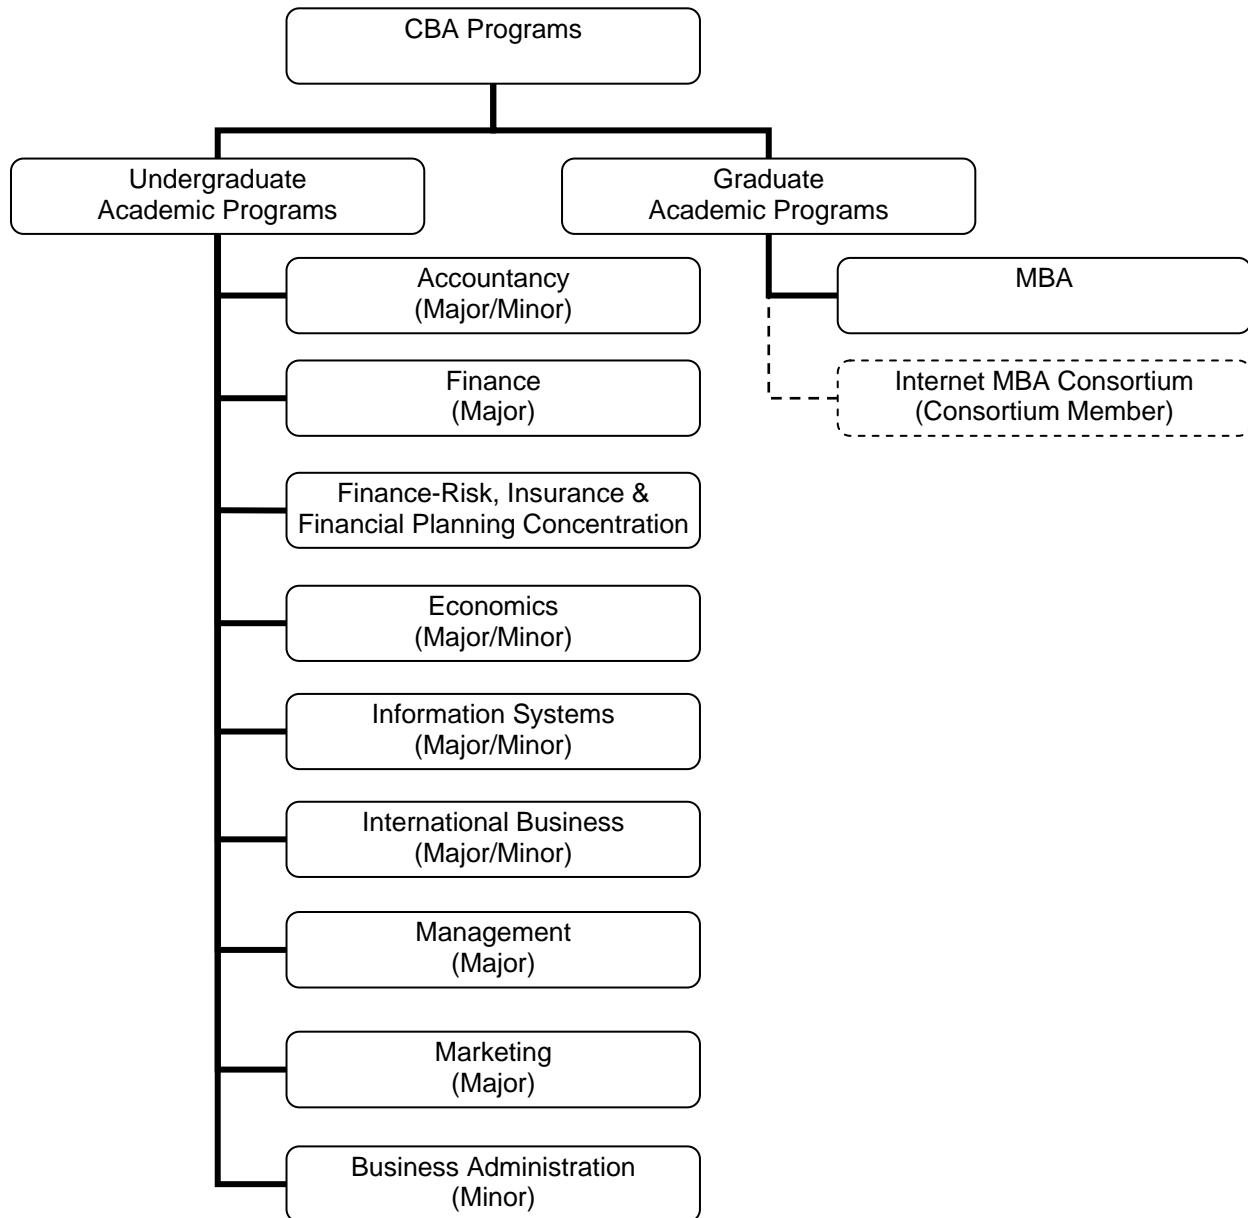 CBA Programs
Undergraduate
Academic Programs
Graduate
Academic Programs
Accountancy
(Major/Minor)
MBA
Finance
(Major)
Internet MBA Consortium
(Consortium Member)
Finance-Risk, Insurance &
Financial Planning Concentration
Economics
(Major/Minor)
Information Systems
(Major/Minor)
International Business
(Major/Minor)
Management
(Major)
Marketing
(Major)
Business Administration
(Minor)